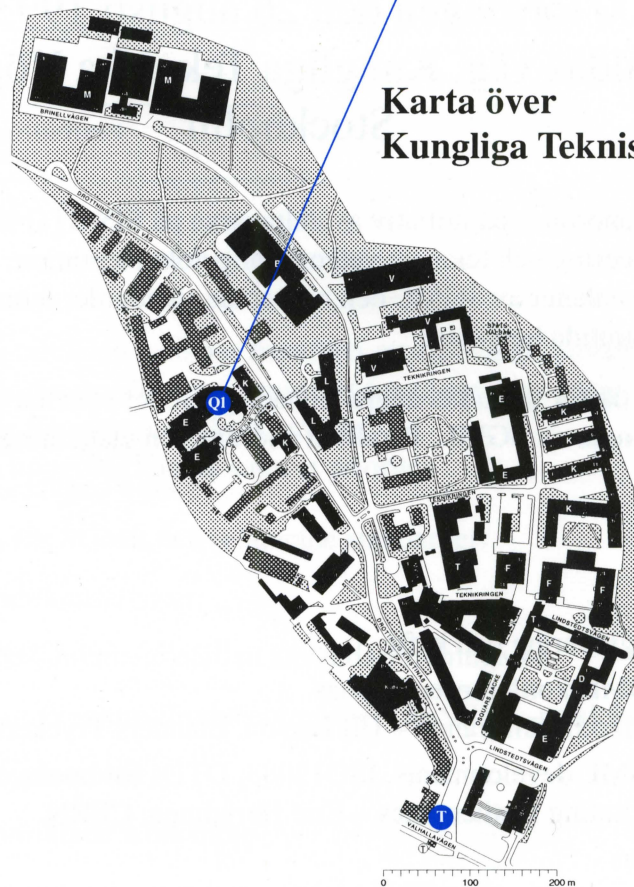 Karta över
Kungliga Teknis
M
M
BRINELLVÄGEN
DROTTNING KRISTINAS VÄG
B
V
V
V
TEKNIKRINGEN
E
K
K
K
K
L
L
K
K
Q1
E
E
E
TEKNIKRINGEN
T
F
F
F
TEKNIKRINGEN
T
LINDSTEDTSVÄGEN
D
DROTTNING KRISTINAS VÄG
OSQUARS BACKE
E
LINDSTEDTSVÄGEN
T
VALHALLAVÄGEN
T
0 100 200 m